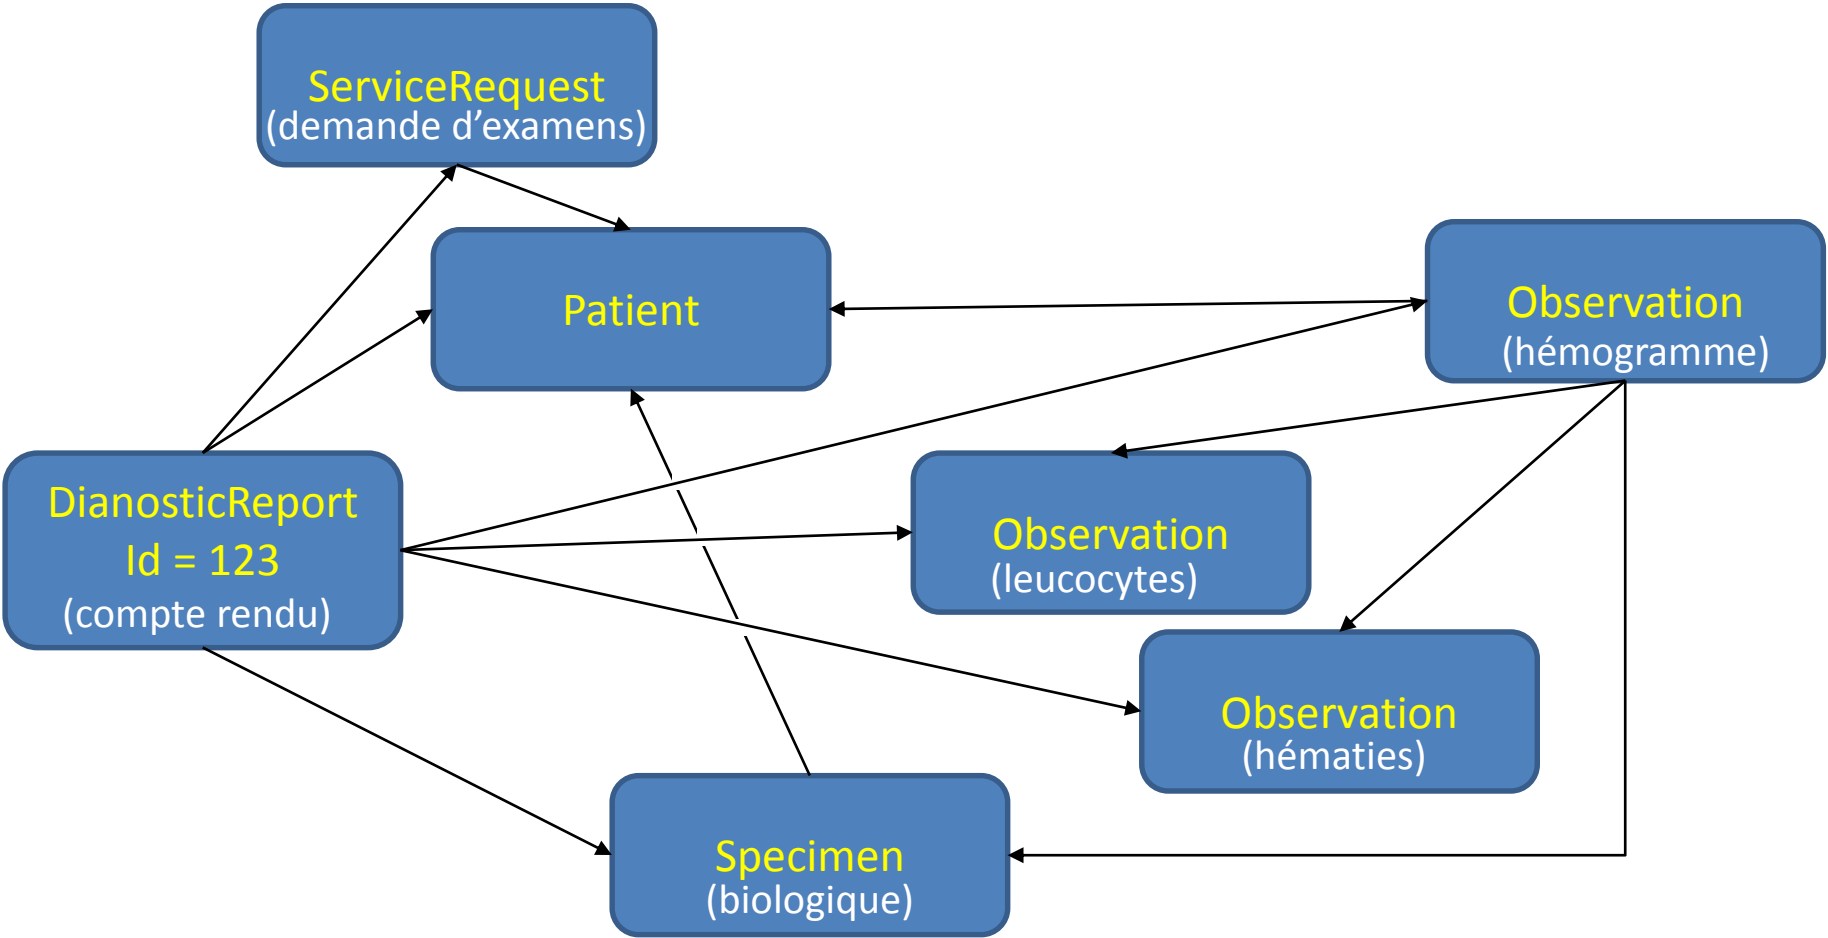 ServiceRequest
(demande d’examens)
Patient
Observation
(hémogramme)
DianosticReport
Id = 123
(compte rendu)
Observation
(leucocytes)
Observation
(hématies)
Specimen
(biologique)